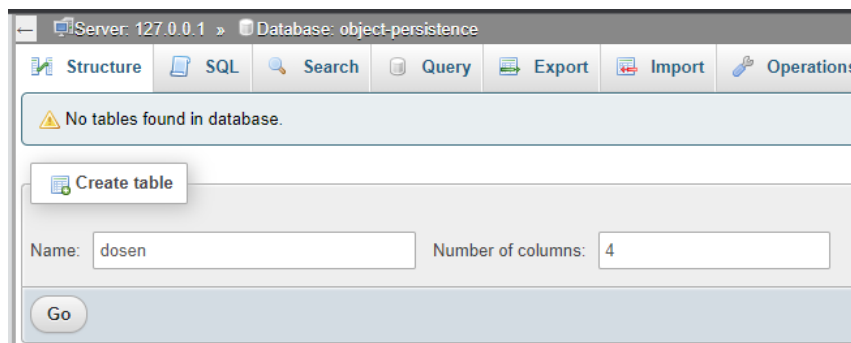 ← Server: 127.0.0.1 » Database: object-persistence
Structure SQL Search Query Export Import Operations
No tables found in database.
Create table
Name: dosen Number of columns: 4
Go